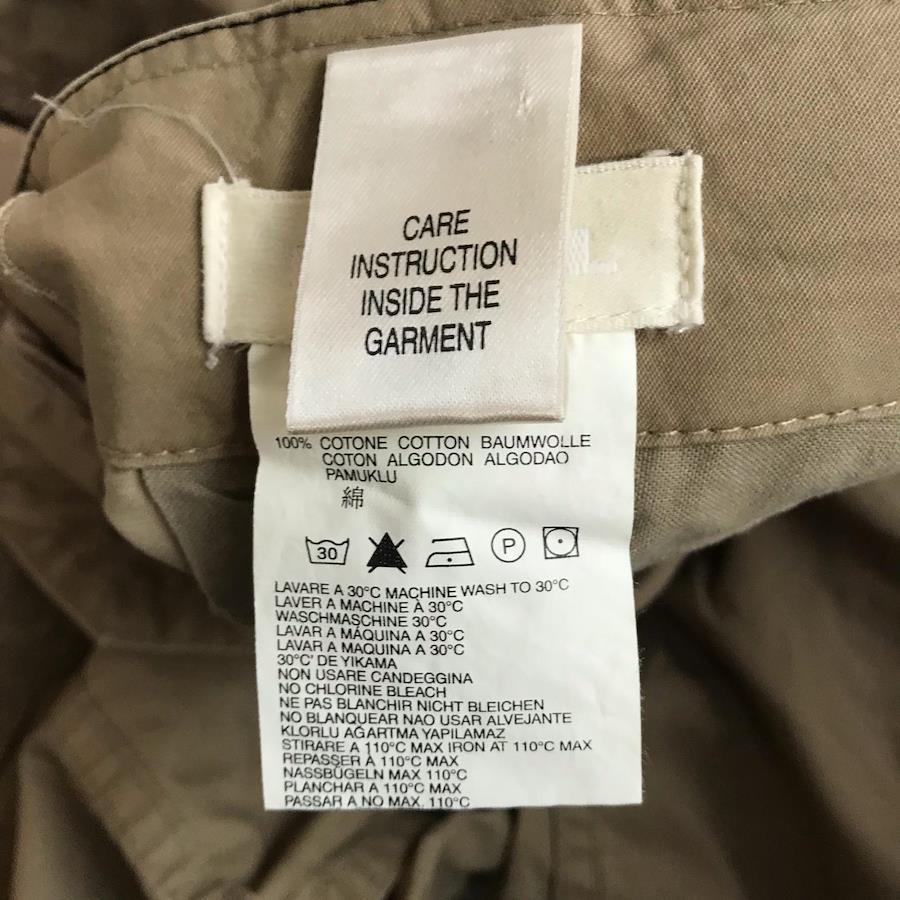 CARE
INSTRUCTION
INSIDE THE
GARMENT
L
100% COTONE COTTON BAUMWOLLE
COTON ALGODON ALGODAO
PAMUKLU
綿
30
P
LAVARE A 30°C MACHINE WASH TO 30°C
LAVER A MACHINE À 30°C
WASCHMASCHINE 30°C
LAVAR A MÁQUINA A 30°C
LAVAR A MAQUINA A 30°C
30°C' DE YIKAMA
NON USARE CANDEGGINA
NO CHLORINE BLEACH
NE PAS BLANCHIR NICHT BLEICHEN
NO BLANQUEAR NAO USAR ALVEJANTE
KLORLU AĞARTMA YAPILAMAZ
STIRARE A 110°C MAX IRON AT 110°C MAX
REPASSER À 110°C MAX
NASSBÜGELN MAX 110°C
PLANCHAR A 110°C MAX
PASSAR A NO MAX. 110°C